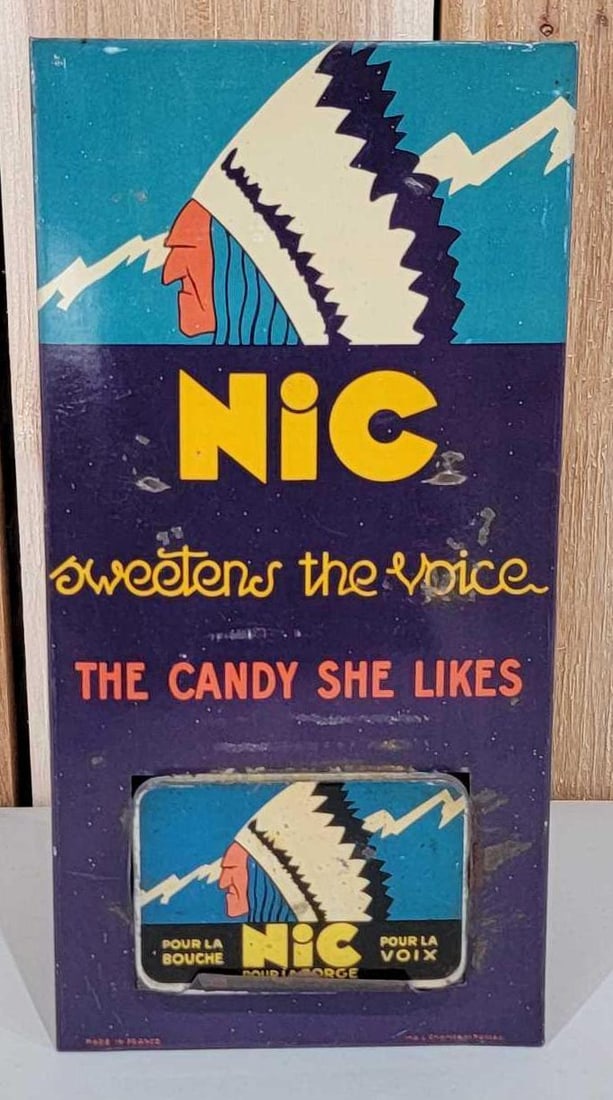 NiC
sweetens the voice
THE CANDY SHE LIKES
POUR LA
BOUCHE
NiC
POUR LA GORGE
POUR LA
VOIX
MADE IN FRANCE